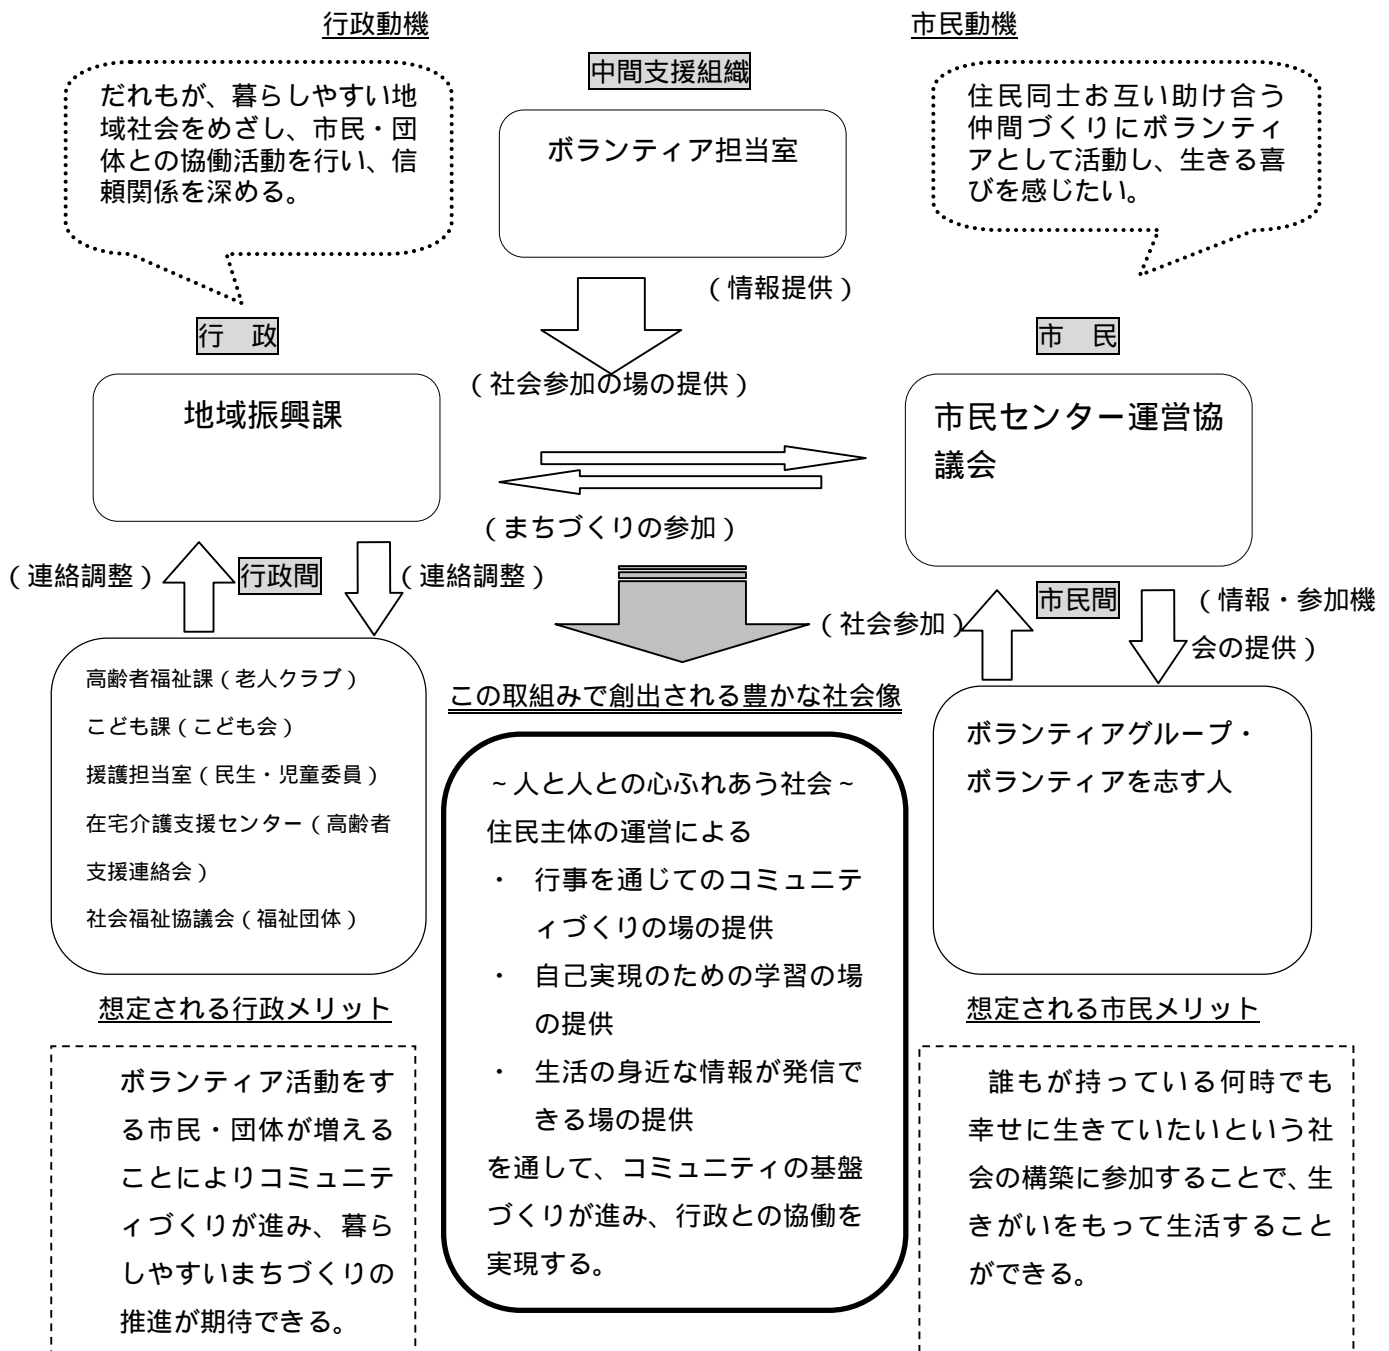 行政動機
市民動機
中間支援組織
だれもが、暮らしやすい地
域社会をめざし、市民・団
体との協働活動を行い、信
頼関係を深める。
ボランティア担当室
住民同士お互い助け合う
仲間づくりにボランティ
アとして活動し、生きる喜
びを感じたい。
（情報提供）
行　政
市　民
（社会参加の場の提供）
地域振興課
市民センター運営協
議会
（まちづくりの参加）
（連絡調整）
行政間
（連絡調整）
（社会参加）
市民間
（情報・参加機
会の提供）
高齢者福祉課（老人クラブ）
こども課（こども会）
援護担当室（民生・児童委員）
在宅介護支援センター（高齢者
支援連絡会）
社会福祉協議会（福祉団体）
この取組みで創出される豊かな社会像
~人と人との心ふれあう社会~
住民主体の運営による
・　行事を通じてのコミュニテ
ィづくりの場の提供
・　自己実現のための学習の場
の提供
・　生活の身近な情報が発信で
きる場の提供
を通して、コミュニティの基盤
づくりが進み、行政との協働を
実現する。
ボランティアグループ・
ボランティアを志す人
想定される行政メリット
ボランティア活動をす
る市民・団体が増える
ことによりコミュニテ
ィづくりが進み、暮ら
しやすいまちづくりの
推進が期待できる。
想定される市民メリット
誰もが持っている何時でも
幸せに生きていたいという社
会の構築に参加することで、生
きがいをもって生活すること
ができる。